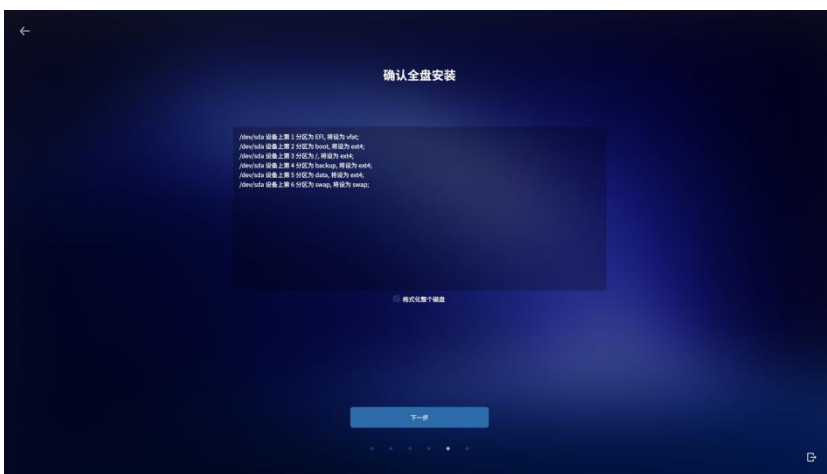 确认全盘安装
/dev/sda 设备上第 1 分区为 EFI, 将设为 vfat;
/dev/sda 设备上第 2 分区为 boot, 将设为 ext4;
/dev/sda 设备上第 3 分区为 /, 将设为 ext4;
/dev/sda 设备上第 4 分区为 backup, 将设为 ext4;
/dev/sda 设备上第 5 分区为 data, 将设为 ext4;
/dev/sda 设备上第 6 分区为 swap, 将设为 swap;
格式化整个磁盘
下一步